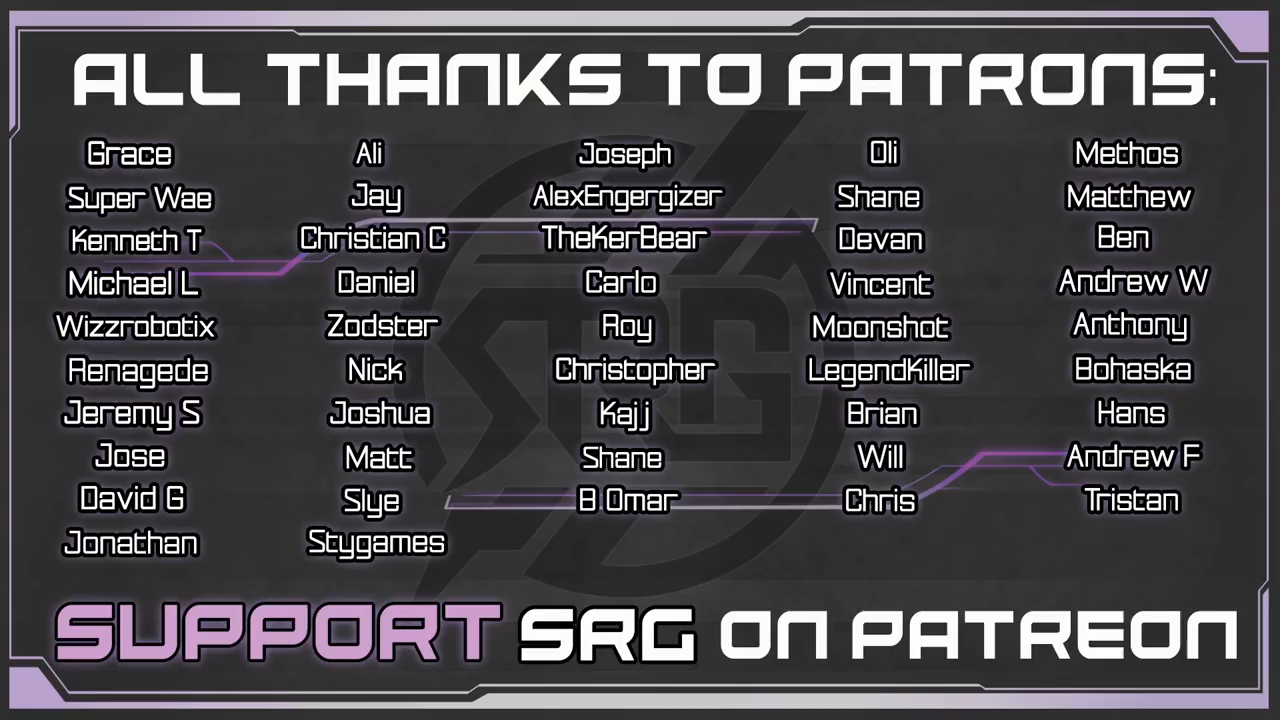 ALL THANKS TO PATRONS:
Grace Ali Joseph Oli Methos
Super Wae Jay AlexEngergizer Shane Matthew
Kenneth T Christian C TheKerBear Devan Ben
Michael L Daniel Carlo Vincent Andrew W
Wizzrobotix Zodster Roy Moonshot Anthony
Renagede Nick Christopher LegendKiller Bohaska
Jeremy S Joshua Kajj Brian Hans
Jose Matt Shane Will Andrew F
David G Slye B Omar Chris Tristan
Jonathan Stygames
SUPPORT SRG ON PATREON